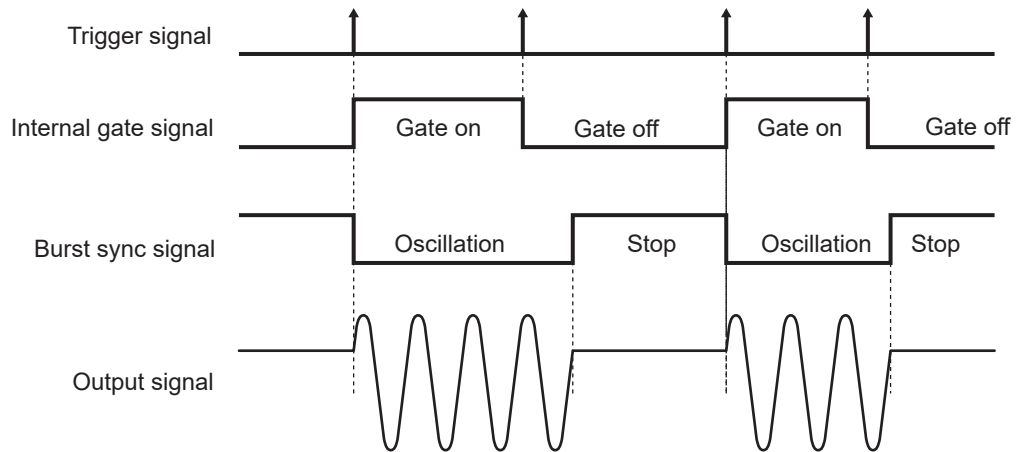 Trigger signal
Internal gate signal
Gate on
Gate off
Gate on
Gate off
Burst sync signal
Oscillation
Stop
Oscillation
Stop
Output signal